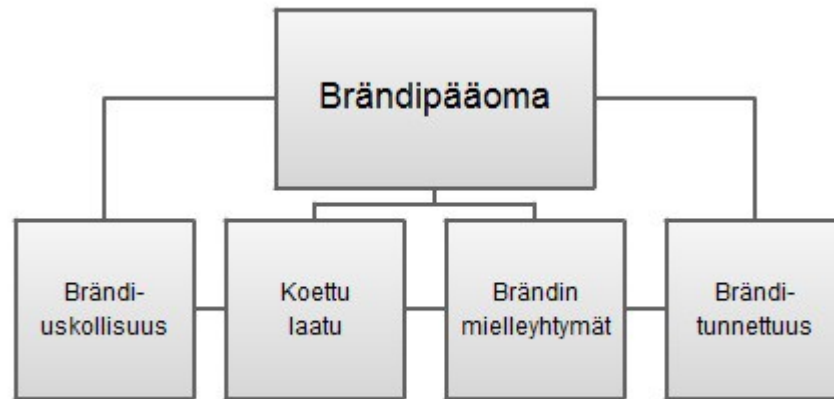 Brändipääoma
Brändi-
uskollisuus
Koettu
laatu
Brändin
mielleyhtymät
Brändi-
tunnettuus